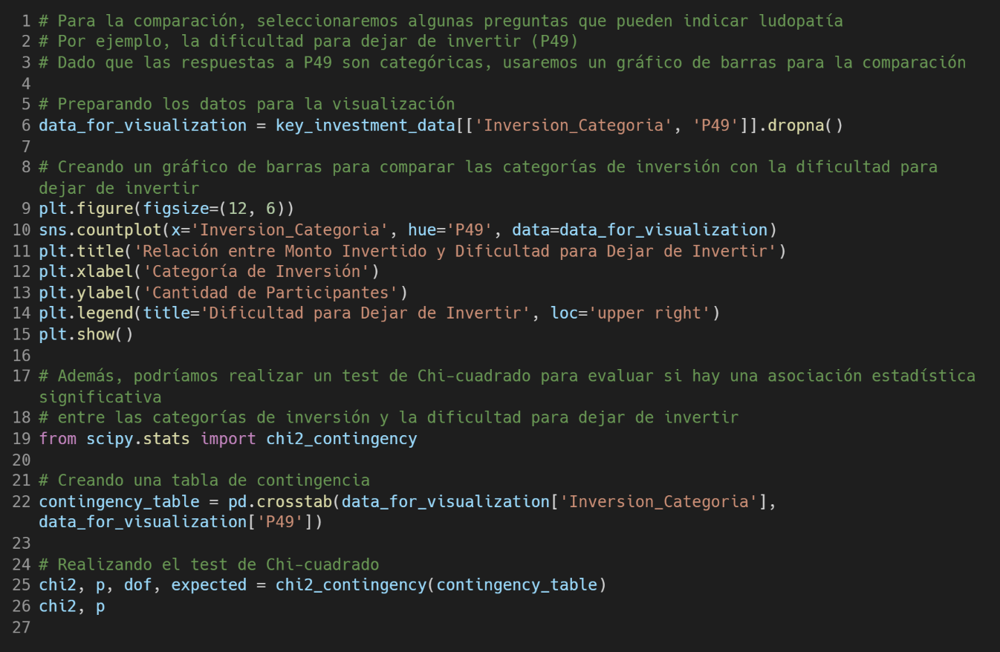 1 # Para la comparación, seleccionaremos algunas preguntas que pueden indicar ludopatía
2 # Por ejemplo, la dificultad para dejar de invertir (P49)
3 # Dado que las respuestas a P49 son categóricas, usaremos un gráfico de barras para la comparación
4
5 # Preparando los datos para la visualización
6 data_for_visualization = key_investment_data[['Inversion_Categoria', 'P49']].dropna()
7
8 # Creando un gráfico de barras para comparar las categorías de inversión con la dificultad para
dejar de invertir
9 plt.figure(figsize=(12, 6))
10 sns.countplot(x='Inversion_Categoria', hue='P49', data=data_for_visualization)
11 plt.title('Relación entre Monto Invertido y Dificultad para Dejar de Invertir')
12 plt.xlabel('Categoría de Inversión')
13 plt.ylabel('Cantidad de Participantes')
14 plt.legend(title='Dificultad para Dejar de Invertir', loc='upper right')
15 plt.show()
16
17 # Además, podríamos realizar un test de Chi-cuadrado para evaluar si hay una asociación estadística
significativa
18 # entre las categorías de inversión y la dificultad para dejar de invertir
19 from scipy.stats import chi2_contingency
20
21 # Creando una tabla de contingencia
22 contingency_table = pd.crosstab(data_for_visualization['Inversion_Categoria'],
data_for_visualization['P49'])
23
24 # Realizando el test de Chi-cuadrado
25 chi2, p, dof, expected = chi2_contingency(contingency_table)
26 chi2, p
27